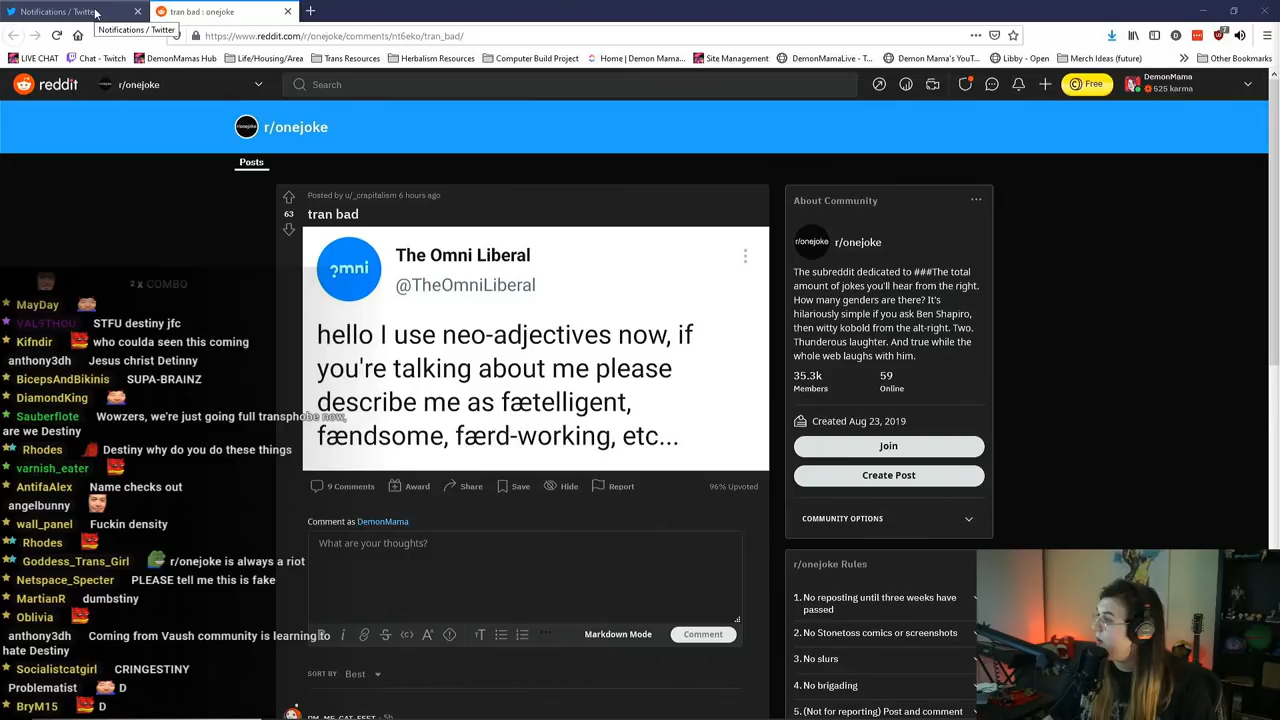 Notifications / Twitter
tran bad : onejoke
Notifications / Twitter
https://www.reddit.com/r/onejoke/comments/nt6eko/tran_bad/
LIVE CHAT
Chat - Twitch
DemonMamas Hub
Life/Housing/Area
Trans Resources
Herbalism Resources
Computer Build Project
Home | Demon Mama...
Site Management
DemonMamaLive - T...
Demon Mama's YouT...
Libby - Open
Merch Ideas (future)
Other Bookmarks
reddit
r/onejoke
Search
Free
DemonMama
525 karma
r/onejoke
Posts
Posted by u/_crapitalism 6 hours ago
63
tran bad
?mni
The Omni Liberal
@TheOmniLiberal
hello I use neo-adjectives now, if
you're talking about me please
describe me as fætelligent,
fændsome, færd-working, etc...
9 Comments
Award
Share
Save
Hide
Report
96% Upvoted
Comment as DemonMama
What are your thoughts?
Markdown Mode
Comment
SORT BY Best
5h
About Community
r/onejoke
r/onejoke
The subreddit dedicated to ###The total
amount of jokes you'll hear from the right.
How many genders are there? It's
hilariously simple if you ask Ben Shapiro,
then witty kobold from the alt-right. Two.
Thunderous laughter. And true while the
whole web laughs with him.
35.3k
Members
59
Online
Created Aug 23, 2019
Join
Create Post
COMMUNITY OPTIONS
r/onejoke Rules
1. No reposting until three weeks have
passed
2. No Stonetoss comics or screenshots
3. No slurs
4. No brigading
5. (Not for reporting) Post and comment
2 x COMBO
MayDay
VAL9THOU STFU destiny jfc
Kifndir who coulda seen this coming
anthony3dh Jesus christ Detinny
BicepsAndBikinis SUPA-BRAINZ
DiamondKing
Sauberflote Wowzers, we're just going full transphobe now,
are we Destiny
Rhodes Destiny why do you do these things
varnish_eater
AntifaAlex Name checks out
angelbunny
wall_panel Fuckin density
Rhodes
Goddess_Trans_Girl r/onejoke is always a riot
Netspace_Specter PLEASE tell me this is fake
MartianR dumbstiny
Oblivia
anthony3dh Coming from Vaush community is learning to
hate Destiny
Socialistcatgirl CRINGESTINY
Problematist D
BryM15 D